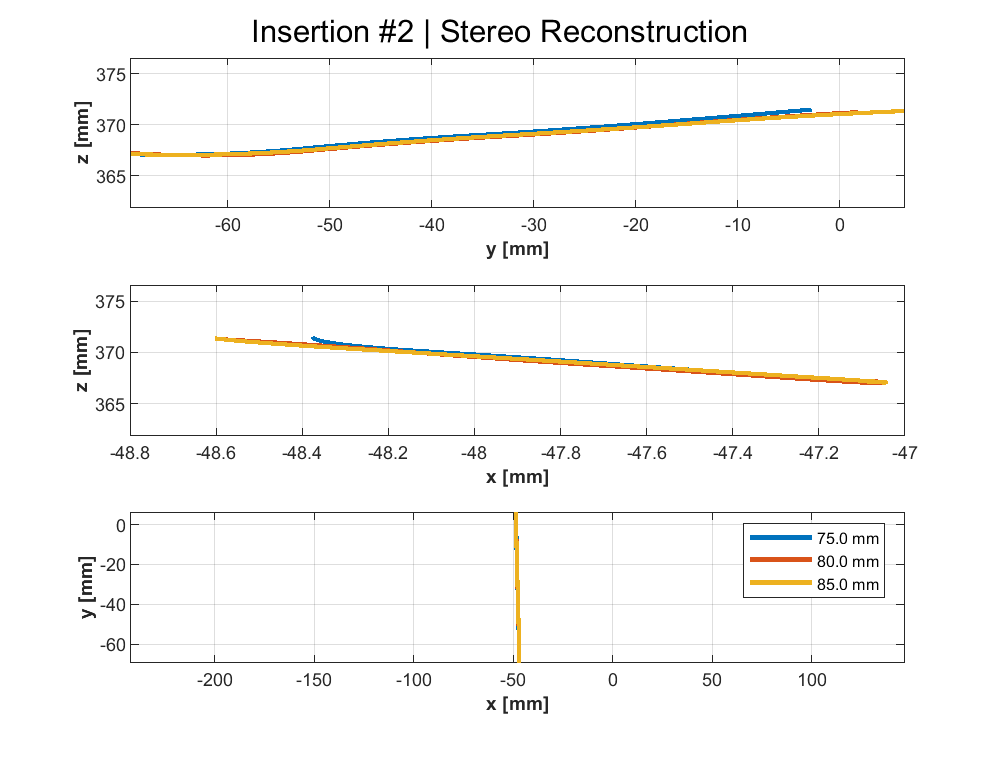 Insertion #2 | Stereo Reconstruction
375
370
365
z [mm]
-60 -50 -40 -30 -20 -10 0
y [mm]
375
370
365
z [mm]
-48.8 -48.6 -48.4 -48.2 -48 -47.8 -47.6 -47.4 -47.2 -47
x [mm]
0
-20
-40
-60
y [mm]
75.0 mm
80.0 mm
85.0 mm
-200 -150 -100 -50 0 50 100
x [mm]